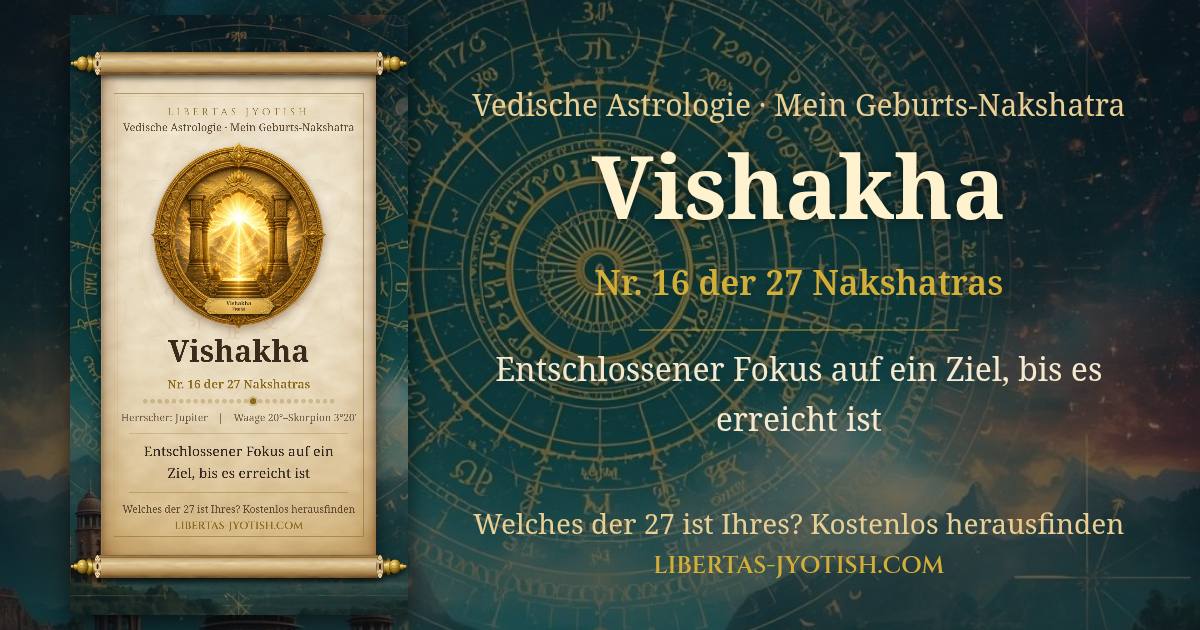 LIBERTAS JYOTISH
Vedische Astrologie · Mein Geburts-Nakshatra
Vishakha
Vishakha
Nr. 16 der 27 Nakshatras
Herrscher: Jupiter | Waage 20°–Skorpion 3°20'
Entschlossener Fokus auf ein
Ziel, bis es erreicht ist
Welches der 27 ist Ihres? Kostenlos herausfinden
LIBERTAS-JYOTISH.COM
Vedische Astrologie · Mein Geburts-Nakshatra
Vishakha
Nr. 16 der 27 Nakshatras
Entschlossener Fokus auf ein Ziel, bis es
erreicht ist
Welches der 27 ist Ihres? Kostenlos herausfinden
LIBERTAS-JYOTISH.COM